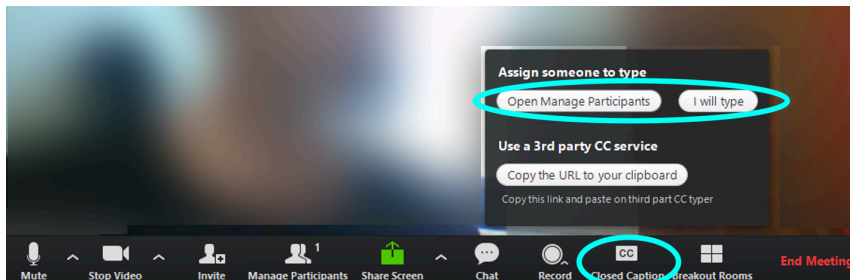 Assign someone to type
Open Manage Participants I will type
Use a 3rd party CC service
Copy the URL to your clipboard
Copy this link and paste on third part CC typer
1
CC
Mute Stop Video Invite Manage Participants Share Screen Chat Record Closed Caption Breakout Rooms End Meeting